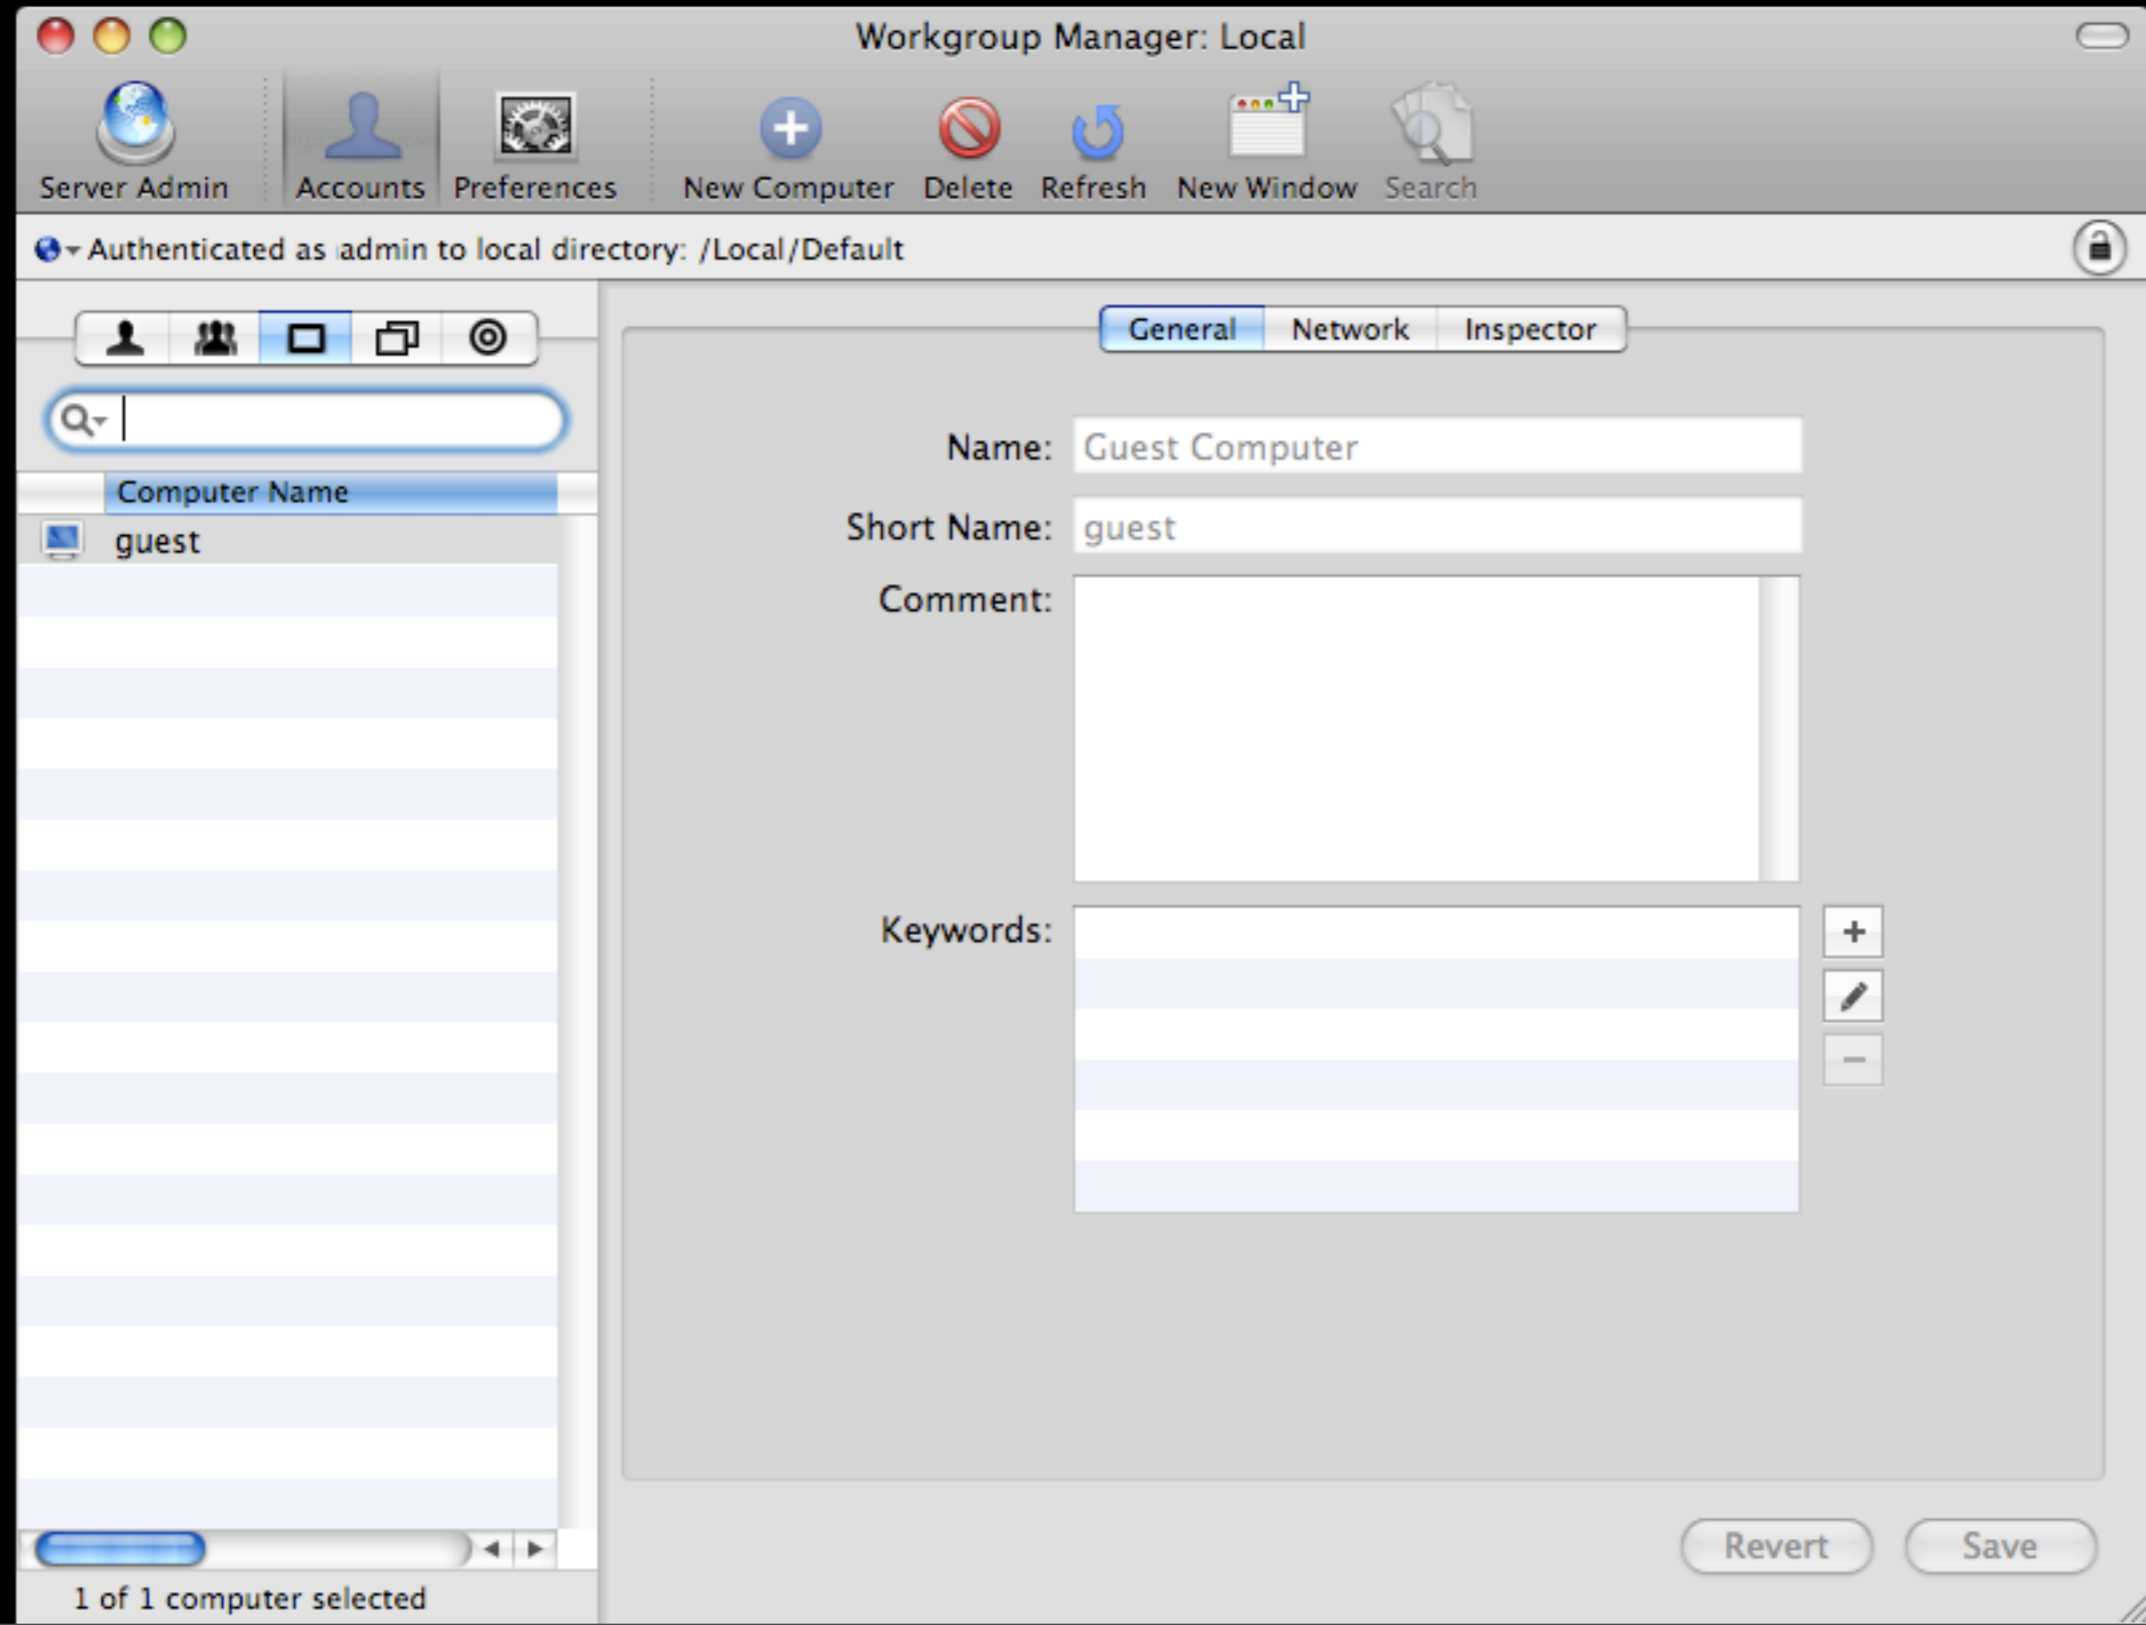 Workgroup Manager: Local
Server Admin Accounts Preferences New Computer Delete Refresh New Window Search
Authenticated as admin to local directory: /Local/Default
General Network Inspector
Computer Name
guest
Name: Guest Computer
Short Name: guest
Comment:
Keywords:
Revert Save
1 of 1 computer selected